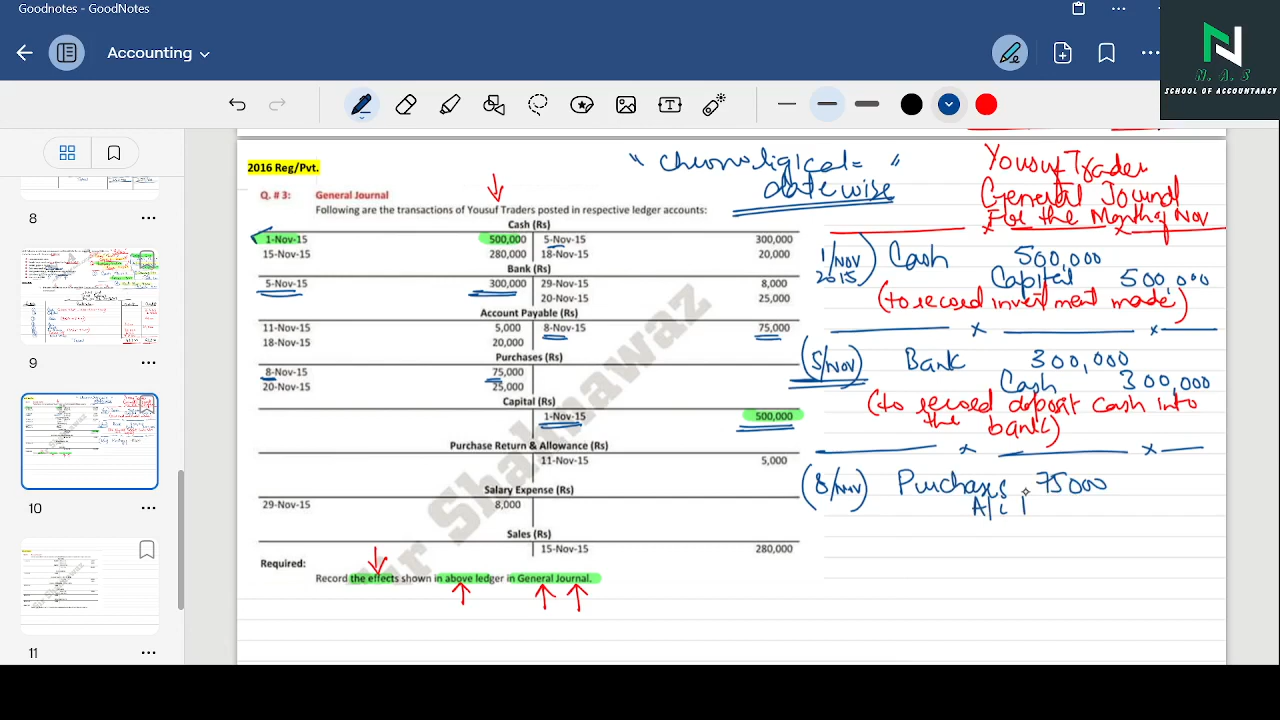 Goodnotes - GoodNotes
Accounting
N. A. S
SCHOOL OF ACCOUNTANCY
8
9
10
11
2016 Reg/Pvt.
Q. # 3: General Journal
Following are the transactions of Yousuf Traders posted in respective ledger accounts:
Cash (Rs)
1-Nov-15 500,000 5-Nov-15 300,000
15-Nov-15 280,000 18-Nov-15 20,000
Bank (Rs)
5-Nov-15 300,000 29-Nov-15 8,000
20-Nov-15 25,000
Account Payable (Rs)
11-Nov-15 5,000 8-Nov-15 75,000
18-Nov-15 20,000
Purchases (Rs)
8-Nov-15 75,000
20-Nov-15 25,000
Capital (Rs)
1-Nov-15 500,000
Purchase Return & Allowance (Rs)
11-Nov-15 5,000
Salary Expense (Rs)
29-Nov-15 8,000
Sales (Rs)
15-Nov-15 280,000
Required:
Record the effects shown in above ledger in General Journal.
Sir Shahnawaz
" chronoligical = "
datewise
Yousuf Trader
General Journal
For the Month of Nov
1/Nov 2015) Cash 500,000
Capital 500,000
(to record investment made)
(5/Nov) Bank 300,000
Cash 300,000
(to record deposit cash into
the bank)
(8/Nov) Purchases 75000
A/c